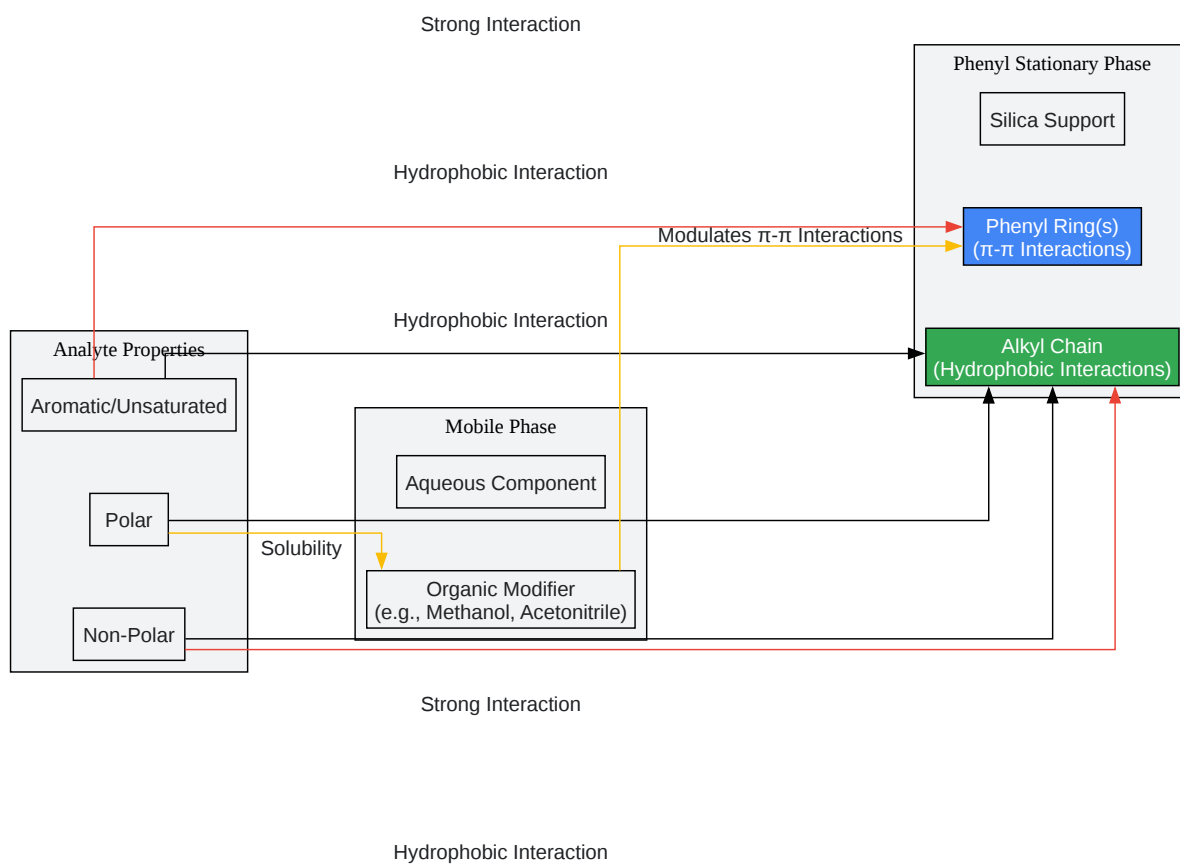 Strong Interaction
Phenyl Stationary Phase
Silica Support
Hydrophobic Interaction
Phenyl Ring(s)
(π-π Interactions)
Modulates π-π Interactions
Hydrophobic Interaction
Alkyl Chain
(Hydrophobic Interactions)
Analyte Properties
Aromatic/Unsaturated
Mobile Phase
Aqueous Component
Polar
Solubility
Organic Modifier
(e.g., Methanol, Acetonitrile)
Non-Polar
Strong Interaction
Hydrophobic Interaction